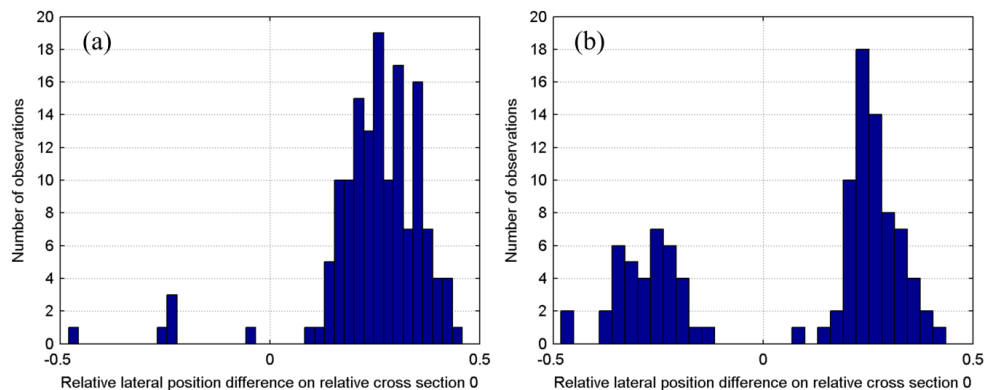 (a)
Number of observations
20
18
16
14
12
10
8
6
4
2
0
-0.5 0 0.5
Relative lateral position difference on relative cross section 0
(b)
Number of observations
20
18
16
14
12
10
8
6
4
2
0
-0.5 0 0.5
Relative lateral position difference on relative cross section 0